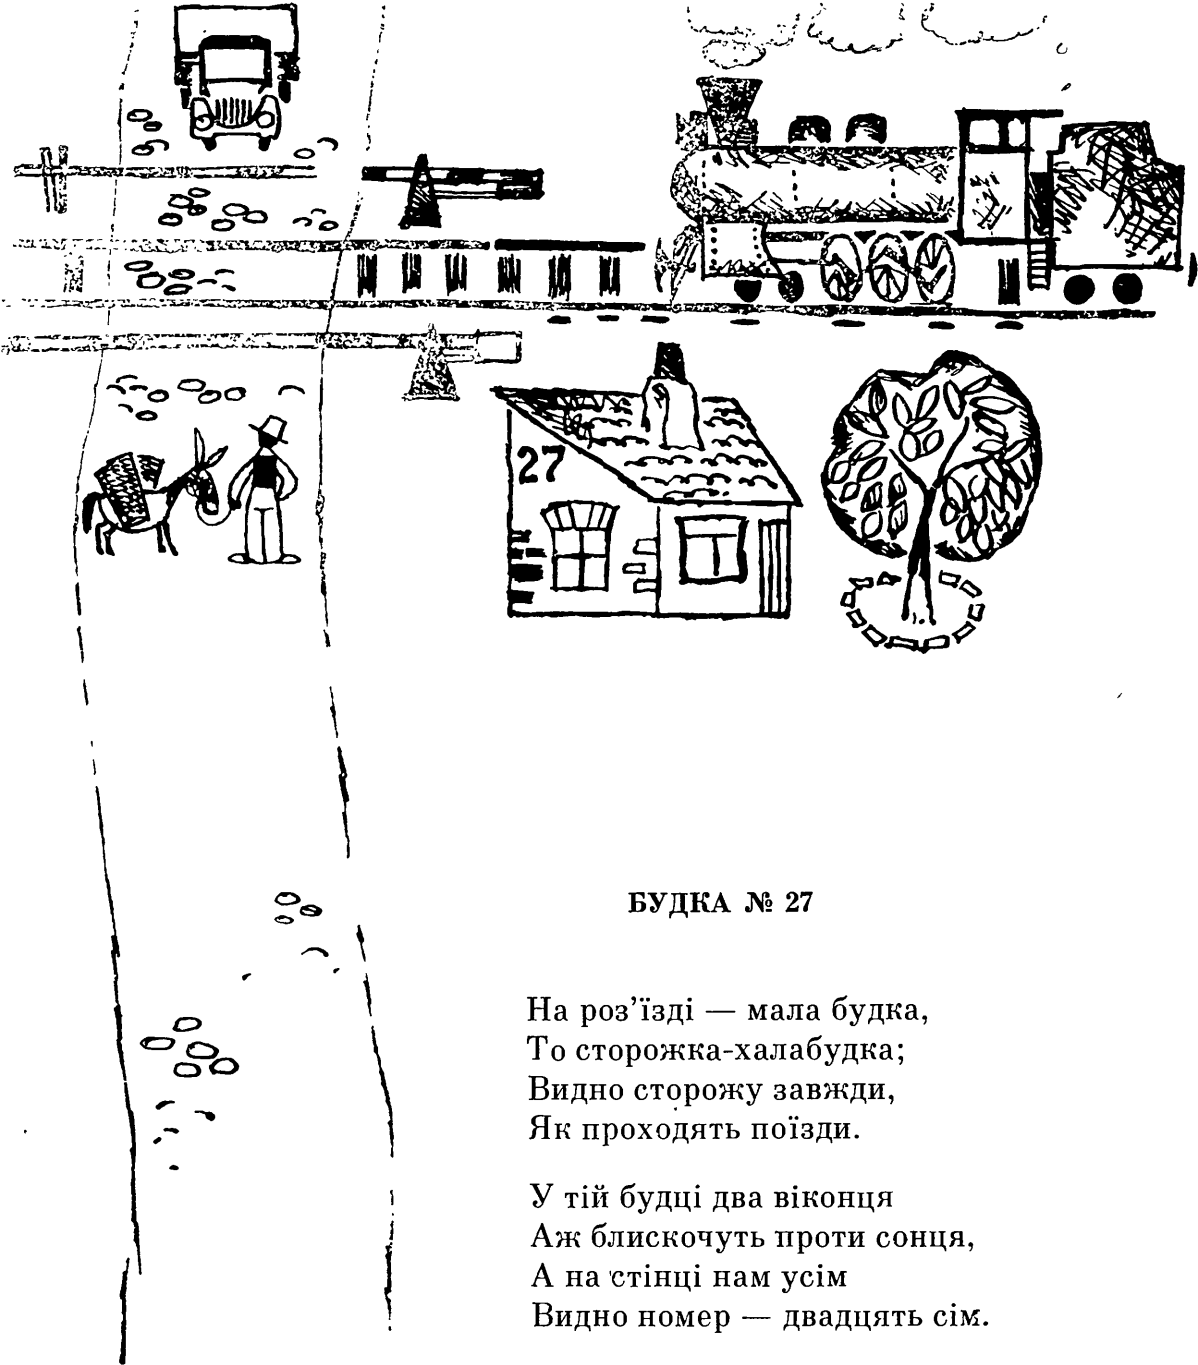 27
БУДКА № 27
На роз’їзді — мала будка,
То сторожка-халабудка;
Видно сторожу завжди,
Як проходять поїзди.
У тій будці два віконця
Аж блискочуть проти сонця,
А на стінці нам усім
Видно номер — двадцять сім.